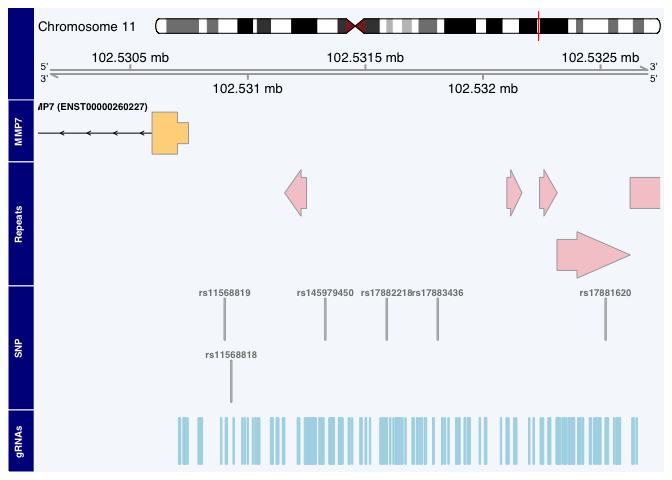 Chromosome 11
102.5305 mb 102.5315 mb 102.5325 mb
5' 3'
3' 5'
102.531 mb 102.532 mb
MP7 (ENST00000260227)
MMP7
Repeats
rs11568819 rs145979450 rs17882218 rs17883436 rs17881620
SNP
rs11568818
gRNAs